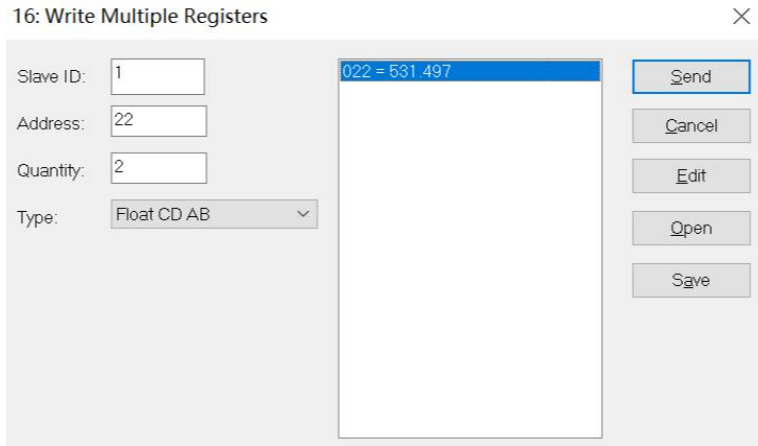 16: Write Multiple Registers
Slave ID: 1
Address: 22
Quantity: 2
Type: Float CD AB
022 = 531.497
Send
Cancel
Edit
Open
Save